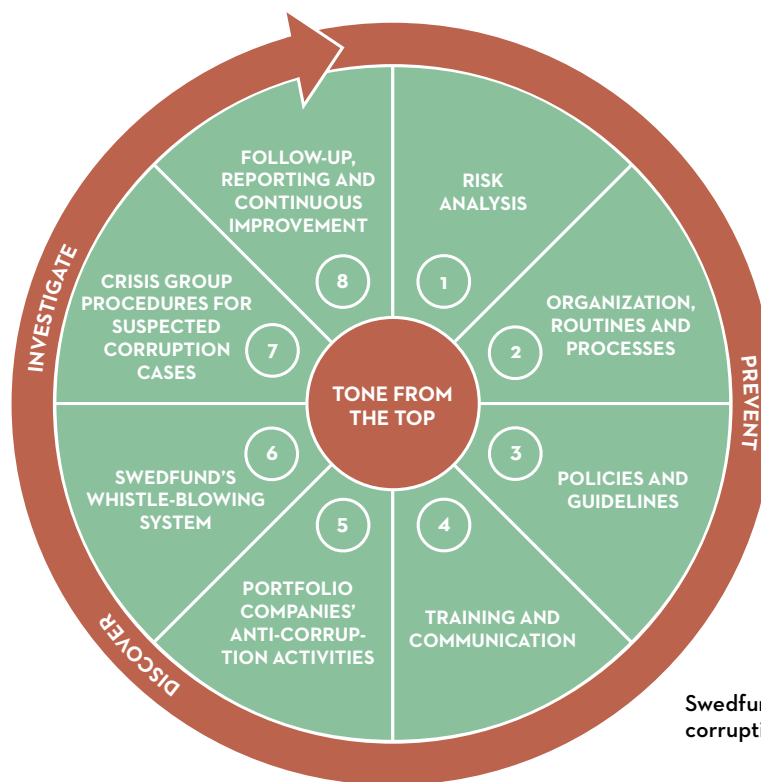 RISK
ANALYSIS
1
ORGANIZATION,
ROUTINES AND
PROCESSES
2
POLICIES AND
GUIDELINES
3
TRAINING AND
COMMUNICATION
4
PORTFOLIO
COMPANIES'
ANTI-CORRUP-
TION ACTIVITIES
5
SWEDFUND'S
WHISTLE-BLOWING
SYSTEM
6
CRISIS GROUP
PROCEDURES FOR
SUSPECTED
CORRUPTION
CASES
7
FOLLOW-UP,
REPORTING AND
CONTINUOUS
IMPROVEMENT
8
TONE FROM
THE TOP
PREVENT
DISCOVER
INVESTIGATE